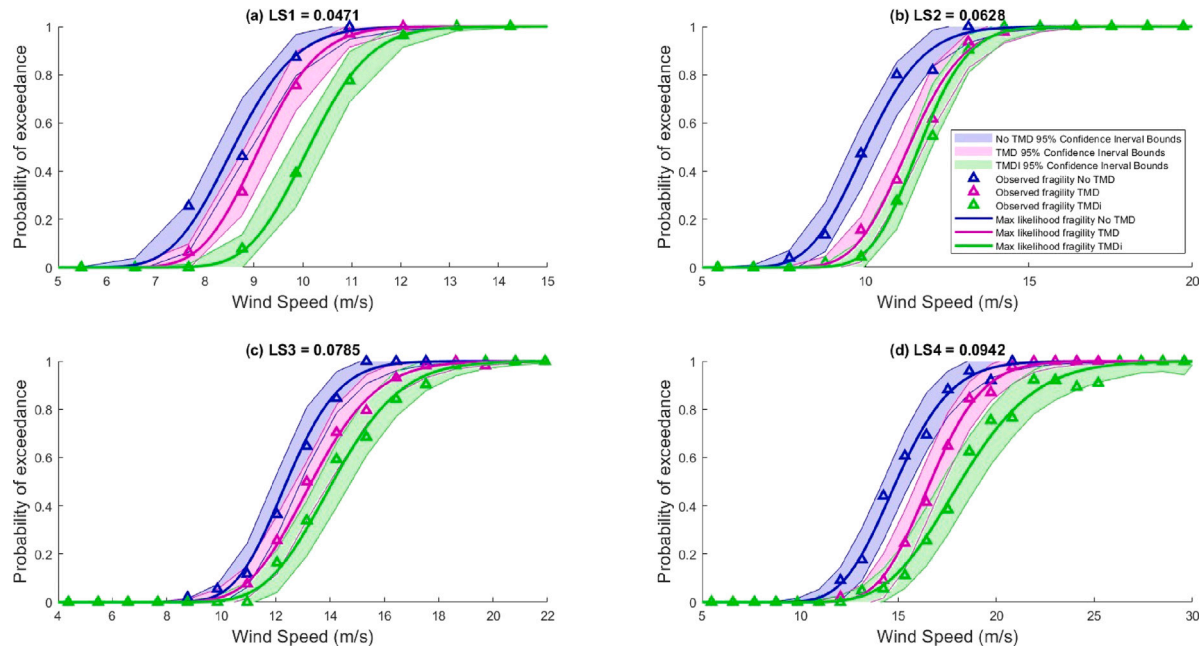 (a) LS1 = 0.0471
Probability of exceedance
1
0.8
0.6
0.4
0.2
0
5 6 7 8 9 10 11 12 13 14 15
Wind Speed (m/s)
(b) LS2 = 0.0628
Probability of exceedance
1
0.8
0.6
0.4
0.2
0
5 10 15 20
Wind Speed (m/s)
No TMD 95% Confidence Inerval Bounds
TMD 95% Confidence Inerval Bounds
TMDI 95% Confidence Inerval Bounds
Observed fragility No TMD
Observed fragility TMD
Observed fragility TMDi
Max likelihood fragility No TMD
Max likelihood fragility TMD
Max likelihood fragility TMDi
(c) LS3 = 0.0785
Probability of exceedance
1
0.8
0.6
0.4
0.2
0
4 6 8 10 12 14 16 18 20 22
Wind Speed (m/s)
(d) LS4 = 0.0942
Probability of exceedance
1
0.8
0.6
0.4
0.2
0
5 10 15 20 25 30
Wind Speed (m/s)